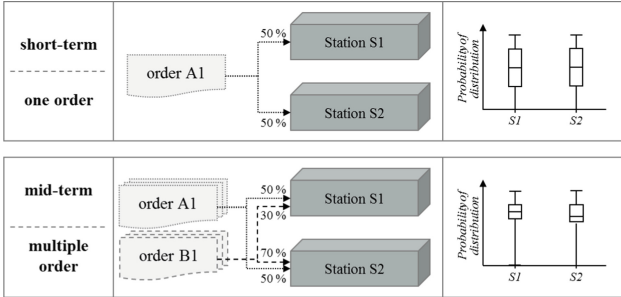 short-term
one order
order A1
50 %
50 %
Station S1
Station S2
Probability of
distribution
S1
S2
mid-term
multiple
order
order A1
order B1
50 %
30 %
70 %
50 %
Station S1
Station S2
Probability of
distribution
S1
S2